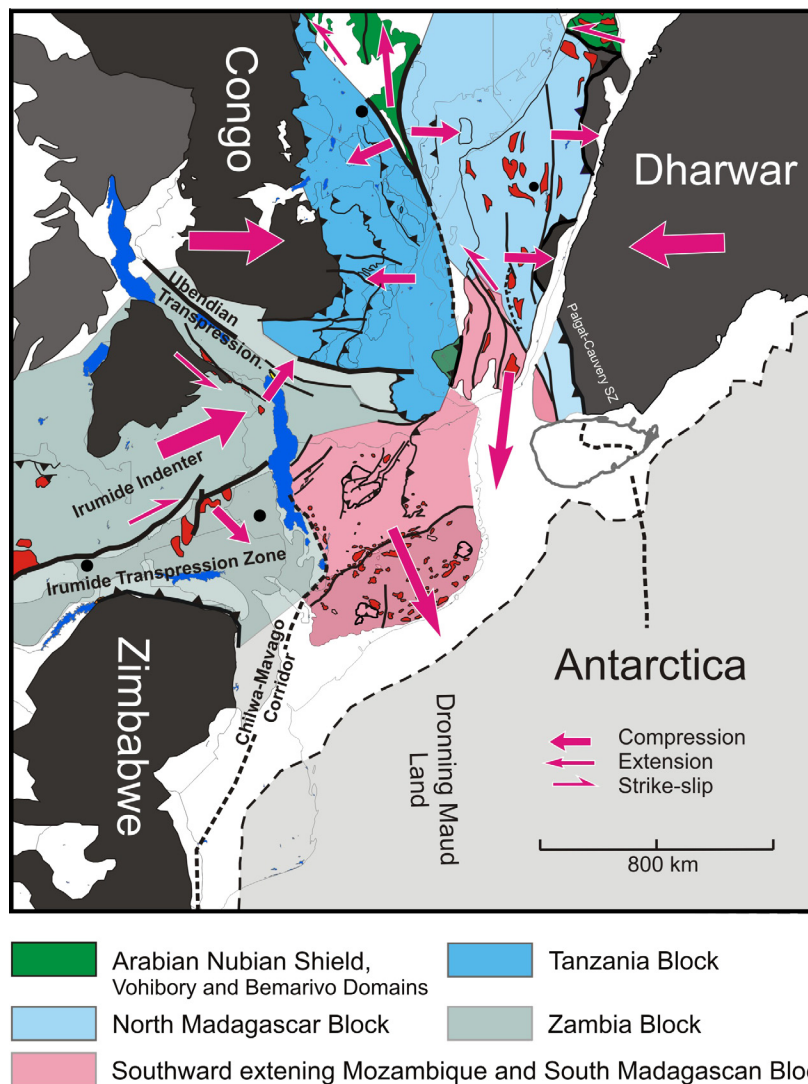 Congo
Dharwar
Ubendian
Transpression.
Palgat-Cauvery SZ
Irumide Indenter
Irumide Transpression Zone
Zimbabwe
Chilwa-Mavago
Corridor
Dronning Maud
Land
Antarctica
Compression
Extension
Strike-slip
800 km
Arabian Nubian Shield,
Vohibory and Bemarivo Domains
Tanzania Block
North Madagascar Block
Zambia Block
Southward extening Mozambique and South Madagascan Bloc